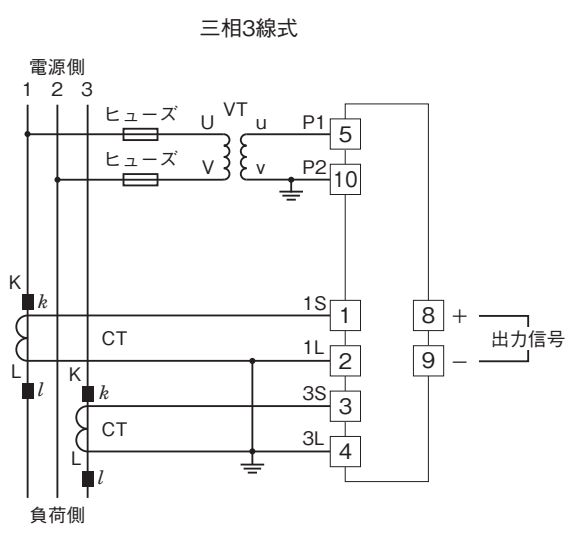 三相3線式
電源側
1 2 3
ヒューズ U VT u P1 5
ヒューズ V v P2 10
K k 1S 1 8 +
CT 出力信号
L l 1L 2 9 −
K k 3S 3
CT
L l 3L 4
負荷側